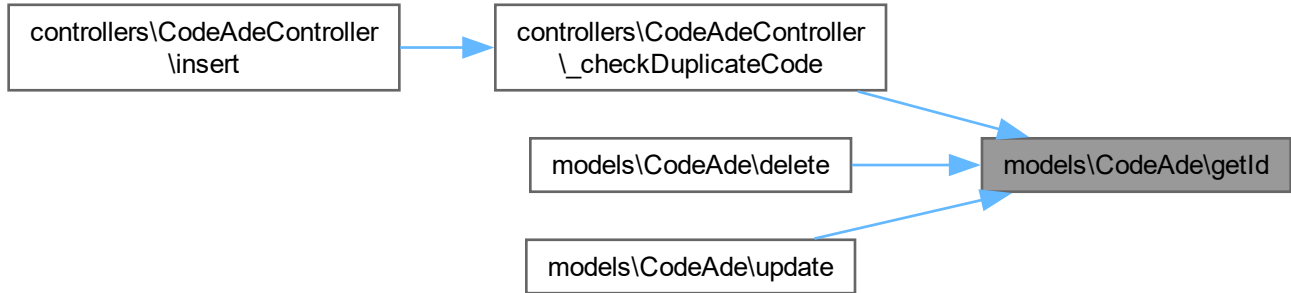 controllers\CodeAdeController
\insert
controllers\CodeAdeController
\_checkDuplicateCode
models\CodeAde\delete
models\CodeAde\getId
models\CodeAde\update